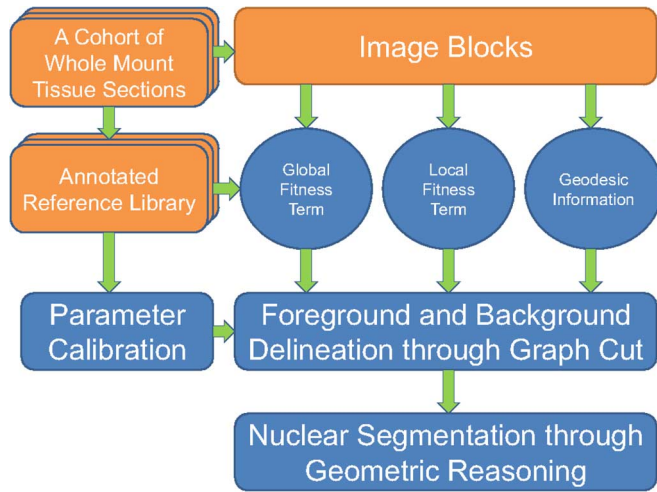 A Cohort of
Whole Mount
Tissue Sections
Image Blocks
Annotated
Reference Library
Global
Fitness
Term
Local
Fitness
Term
Geodesic
Information
Parameter
Calibration
Foreground and Background
Delineation through Graph Cut
Nuclear Segmentation through
Geometric Reasoning